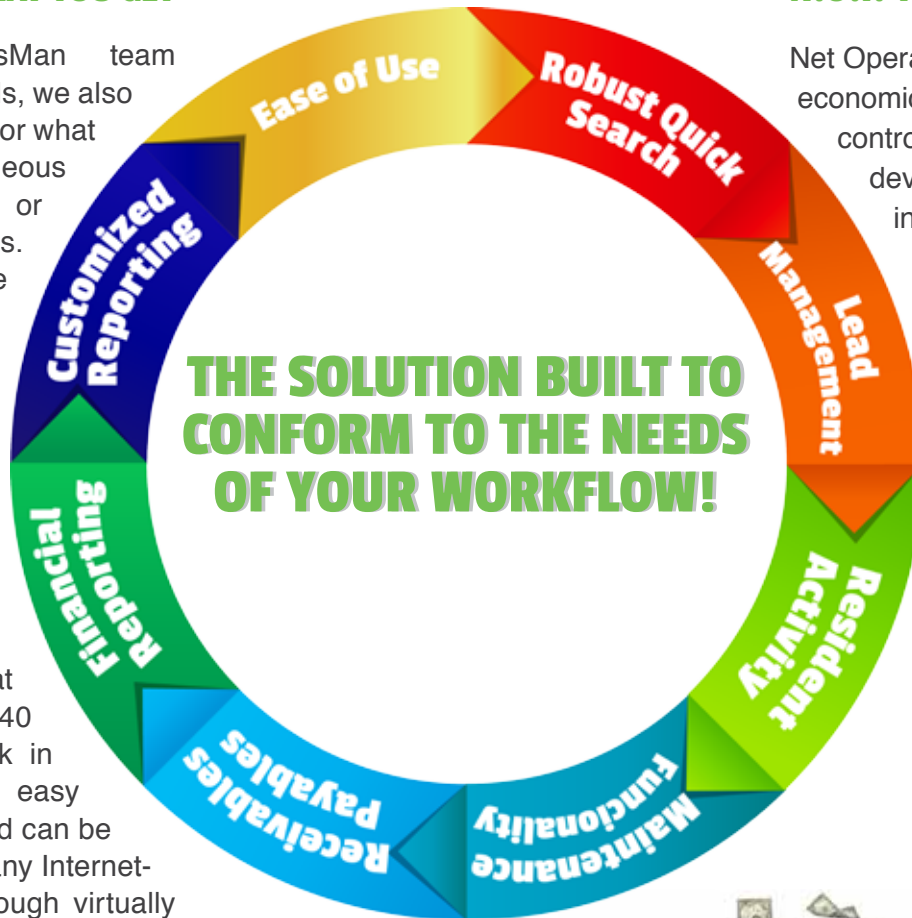 sMan team
s, we also
or what
eous
or
s.
e
at
40
k in
easy
d can be
any Internet-
ough virtually
Net Opera
economic
contro
dev
in
Ease of Use
Robust Quick
Search
Lead
Management
Resident
Activity
Maintenance
Funcionality
Receivables
Payables
Financial
Reporting
Customized
Reporting
THE SOLUTION BUILT TO
CONFORM TO THE NEEDS
OF YOUR WORKFLOW!